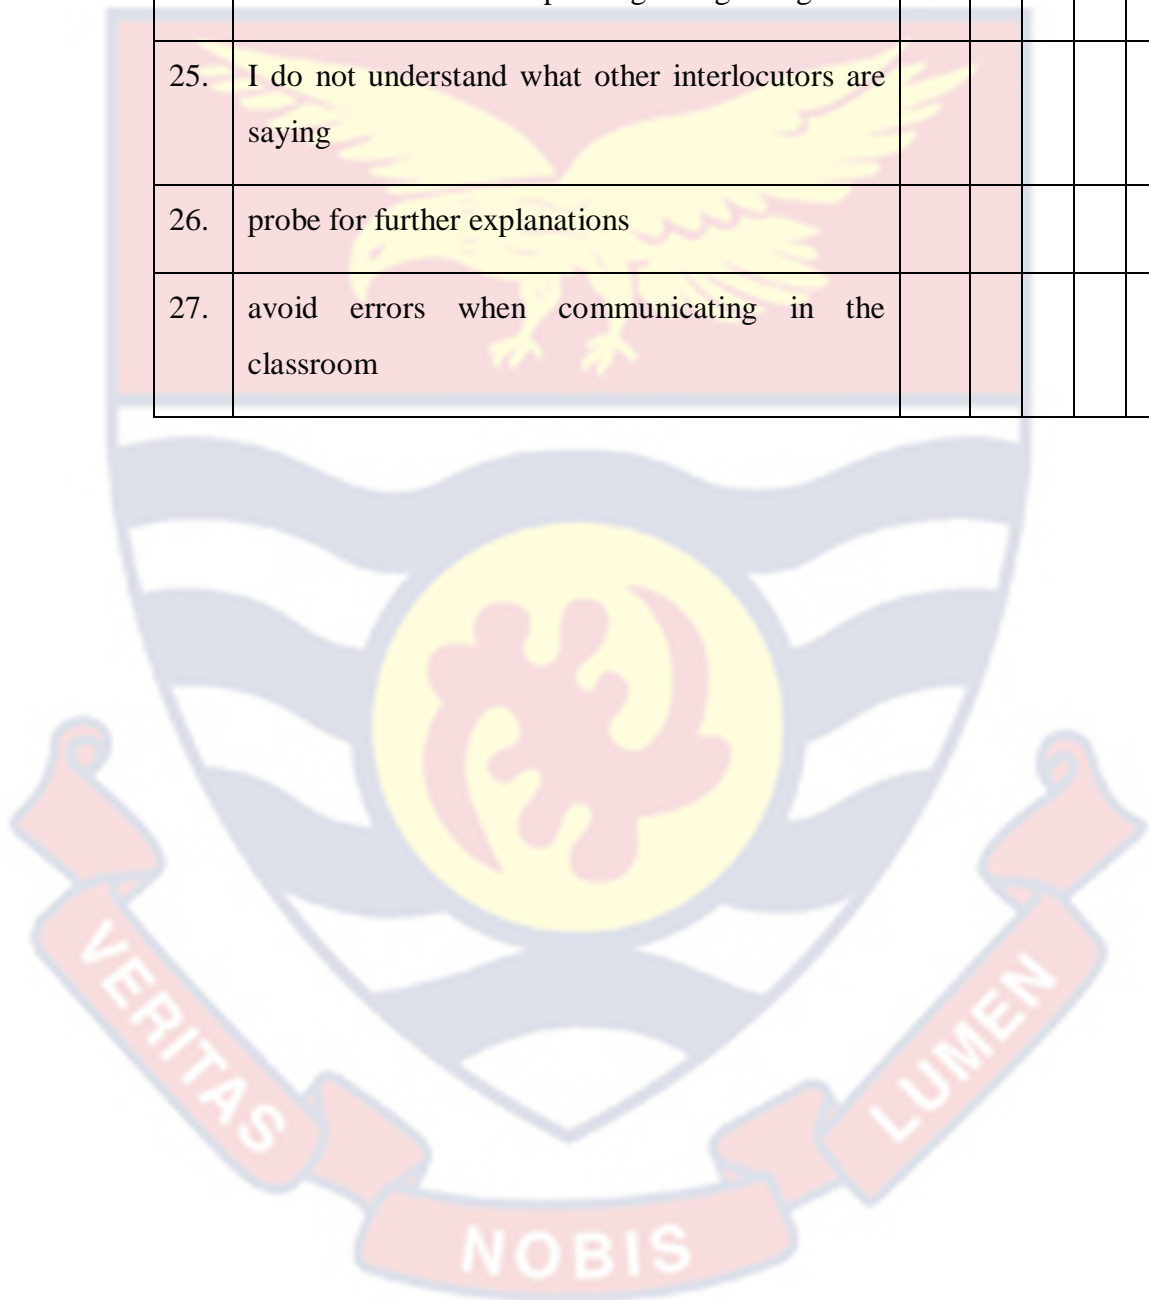 25. I do not understand what other interlocutors are
saying
26. probe for further explanations
27. avoid errors when communicating in the
classroom
VERITAS
NOBIS
LUMEN